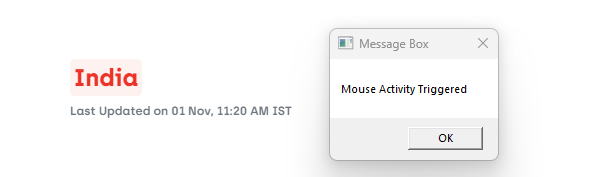 India
Last Updated on 01 Nov, 11:20 AM IST
Message Box
Mouse Activity Triggered
OK